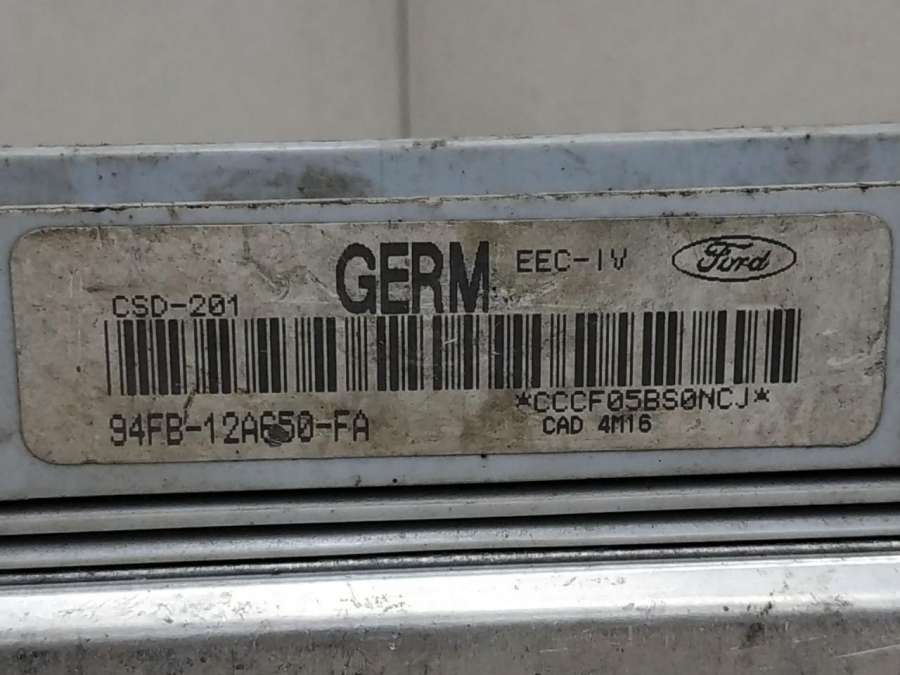 GERM EEC-IV Ford
CSD-201
*CCCF05BS0NCJ*
94FB-12A650-FA
CAD 4M16